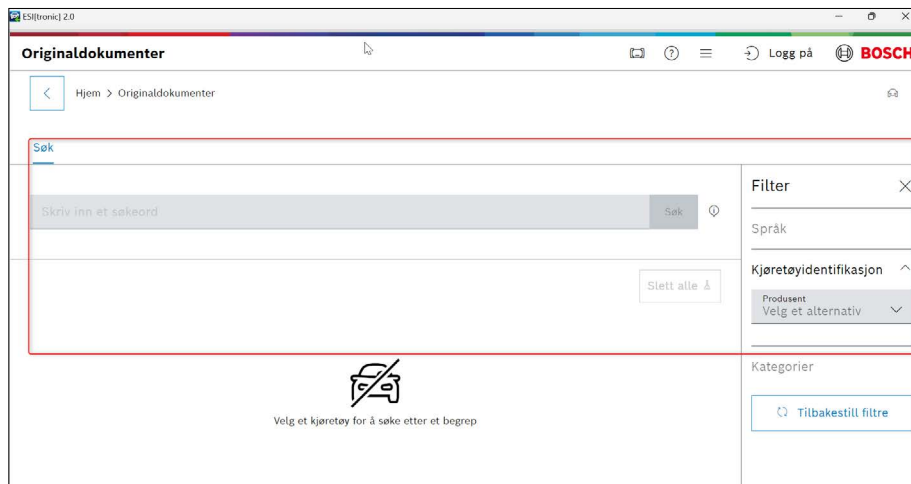 ESI[tronic] 2.0
Originaldokumenter
Logg på
BOSCH
Hjem > Originaldokumenter
Søk
Filter
Skriv inn et søkeord
Søk
Språk
Kjøretøyidentifikasjon
Slett alle
Produsent
Velg et alternativ
Kategorier
Tilbakestill filtre
Velg et kjøretøy for å søke etter et begrep